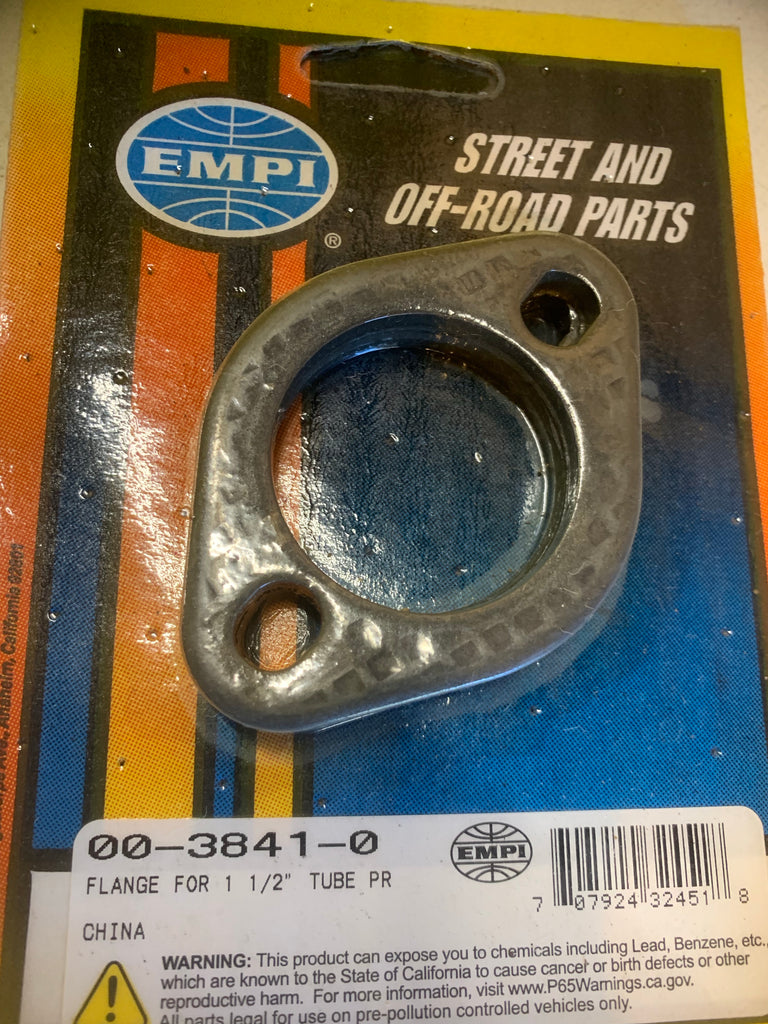 EMPI
®
STREET AND
OFF-ROAD PARTS
Anaheim, California
00-3841-0
EMPI
FLANGE FOR 1 1/2" TUBE PR
7 07924 32451 8
CHINA
WARNING: This product can expose you to chemicals including Lead, Benzene, etc.,
which are known to the State of California to cause cancer or birth defects or other
reproductive harm. For more information, visit www.P65Warnings.ca.gov.
All parts legal for use on pre-pollution controlled vehicles only.